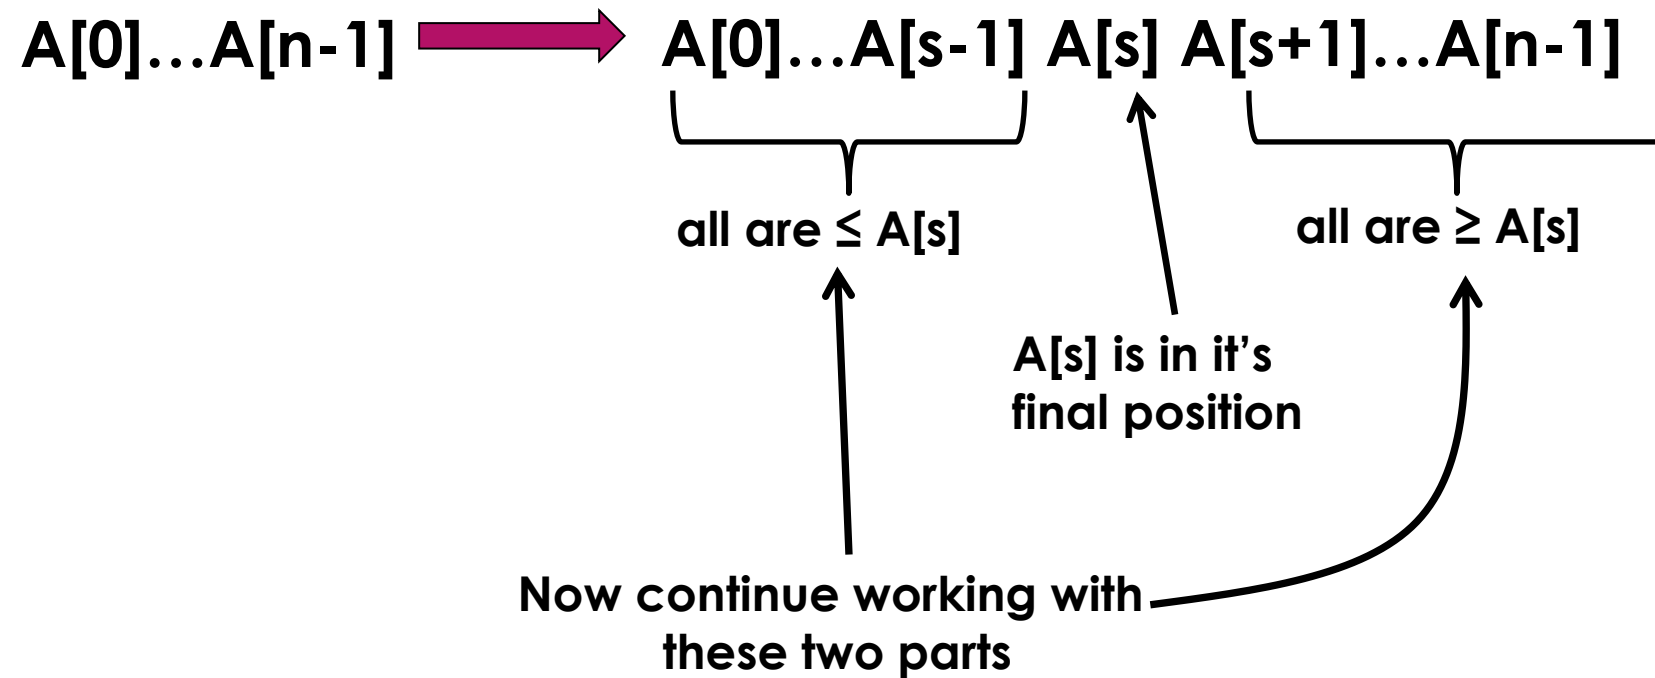 A[0]…A[n-1] A[0]…A[s-1] A[s] A[s+1]…A[n-1]
all are ≤ A[s]
all are ≥ A[s]
A[s] is in it’s
final position
Now continue working with
these two parts